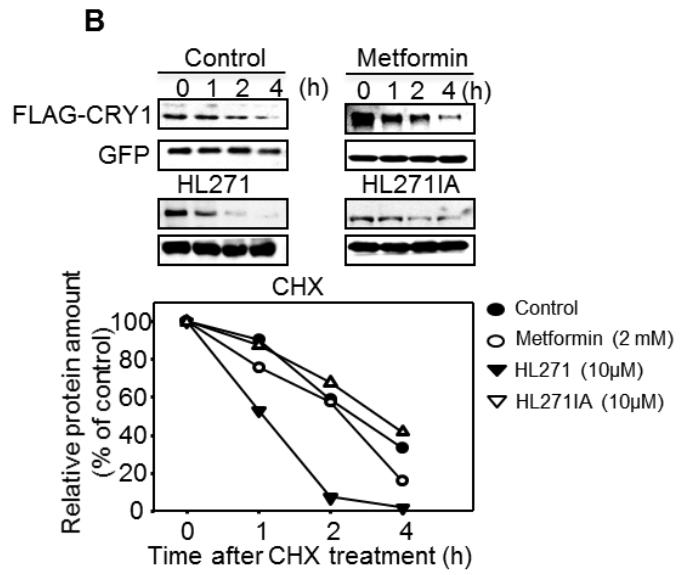 B
Control
Metformin
0 1 2 4 (h)
0 1 2 4 (h)
FLAG-CRY1
GFP
HL271
HL271IA
CHX
Relative protein amount
(% of control)
100
80
60
40
20
0
0 1 2 4
Time after CHX treatment (h)
Control
Metformin (2 mM)
HL271 (10µM)
HL271IA (10µM)